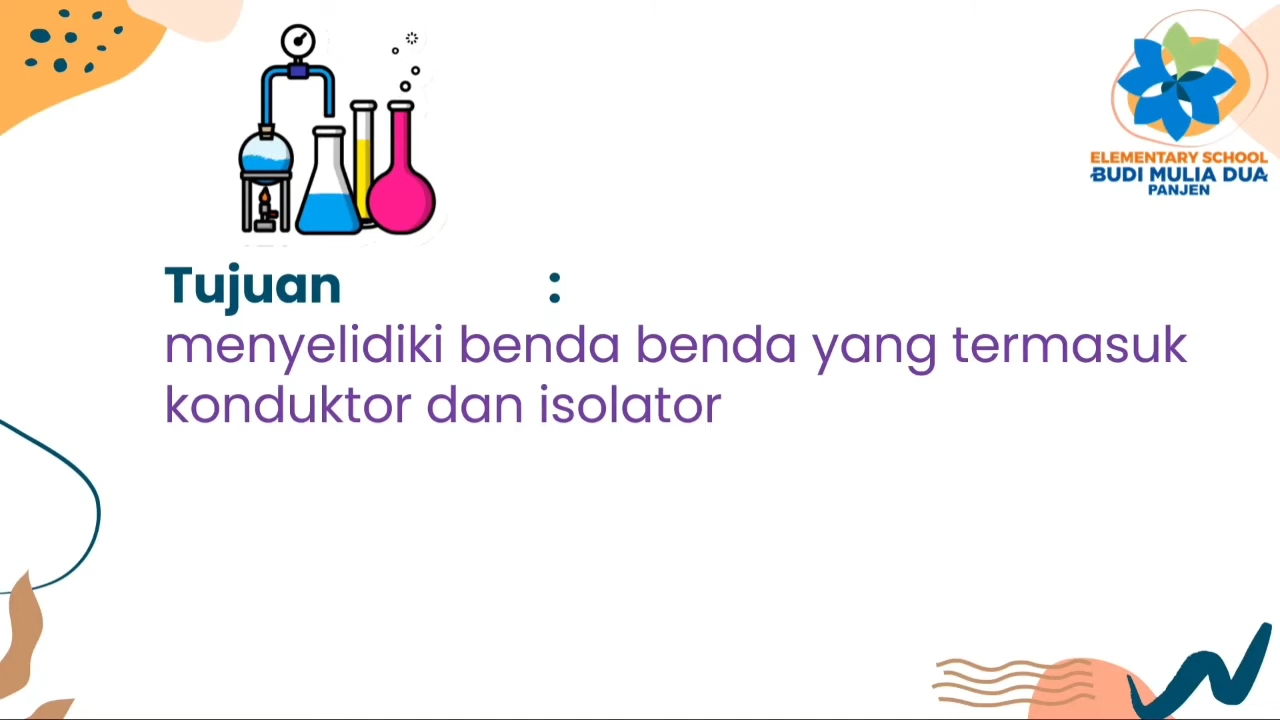 ELEMENTARY SCHOOL
BUDI MULIA DUA
PANJEN
Tujuan :
menyelidiki benda benda yang termasuk
konduktor dan isolator